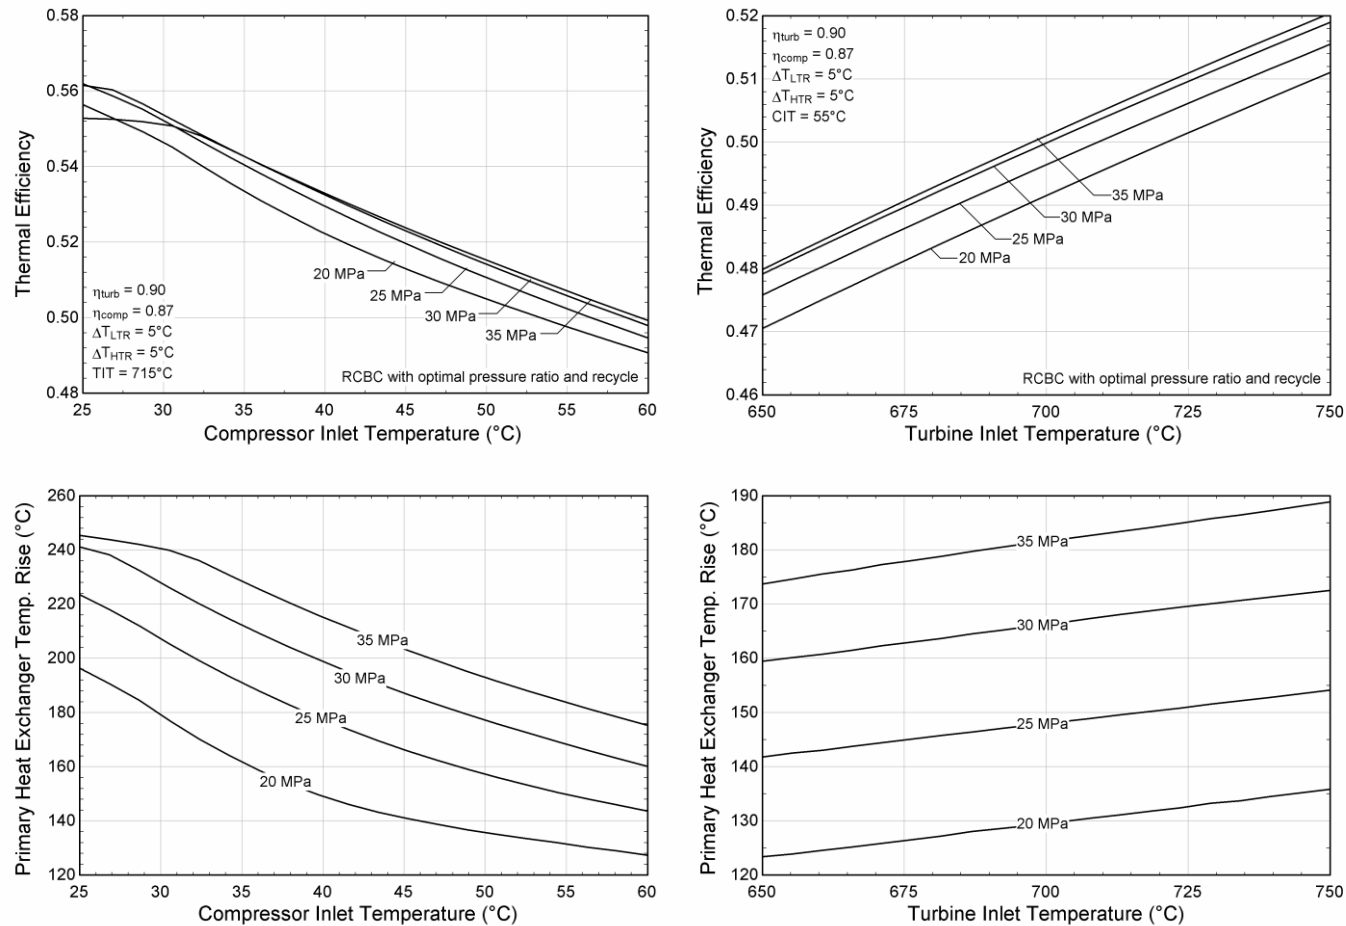 0.58
0.56
0.54
0.52
0.50
0.48
Thermal Efficiency
ηturb = 0.90
ηcomp = 0.87
ΔTLTR = 5°C
ΔTHTR = 5°C
TIT = 715°C
20 MPa
25 MPa
30 MPa
35 MPa
RCBC with optimal pressure ratio and recycle
25 30 35 40 45 50 55 60
Compressor Inlet Temperature (°C)
0.52
0.51
0.50
0.49
0.48
0.47
0.46
Thermal Efficiency
ηturb = 0.90
ηcomp = 0.87
ΔTLTR = 5°C
ΔTHTR = 5°C
CIT = 55°C
35 MPa
30 MPa
25 MPa
20 MPa
RCBC with optimal pressure ratio and recycle
650 675 700 725 750
Turbine Inlet Temperature (°C)
260
240
220
200
180
160
140
120
Primary Heat Exchanger Temp. Rise (°C)
35 MPa
30 MPa
25 MPa
20 MPa
25 30 35 40 45 50 55 60
Compressor Inlet Temperature (°C)
190
180
170
160
150
140
130
120
Primary Heat Exchanger Temp. Rise (°C)
35 MPa
30 MPa
25 MPa
20 MPa
650 675 700 725 750
Turbine Inlet Temperature (°C)